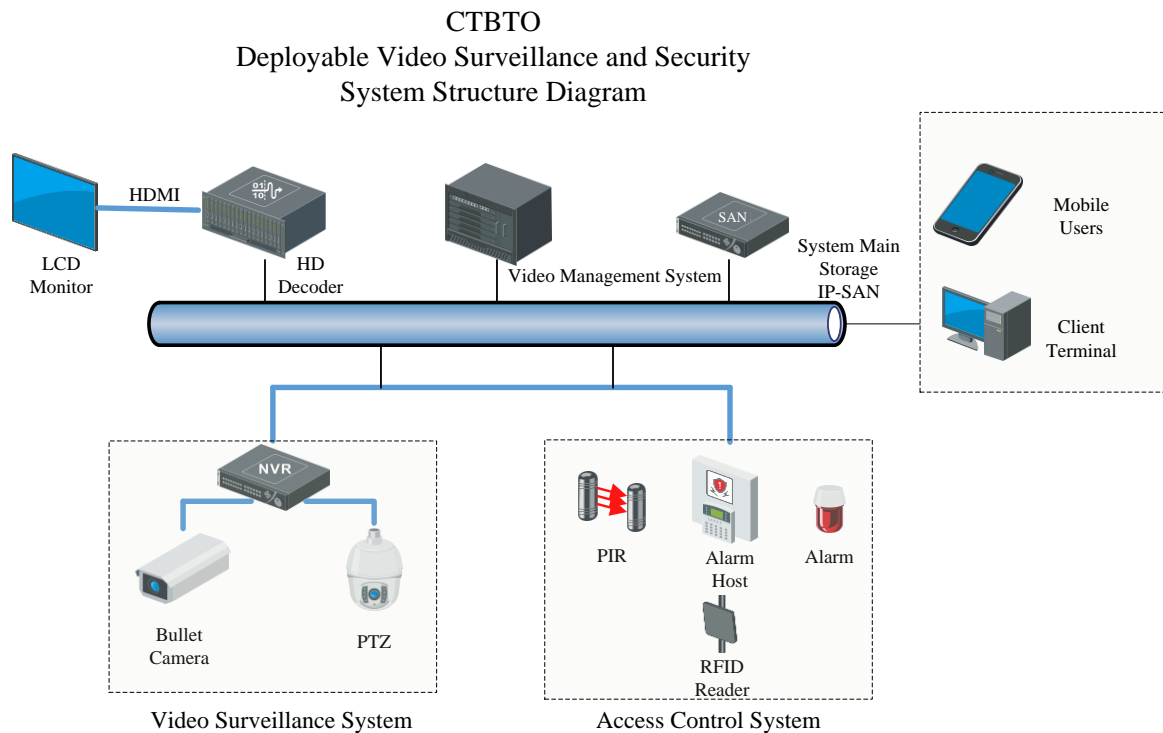 CTBTO
Deployable Video Surveillance and Security
System Structure Diagram
HDMI
01
10
SAN
LCD
Monitor
HD
Decoder
Video Management System
System Main
Storage
IP-SAN
Mobile
Users
Client
Terminal
NVR
Bullet
Camera
PTZ
PIR
Alarm
Host
Alarm
RFID
Reader
Video Surveillance System
Access Control System